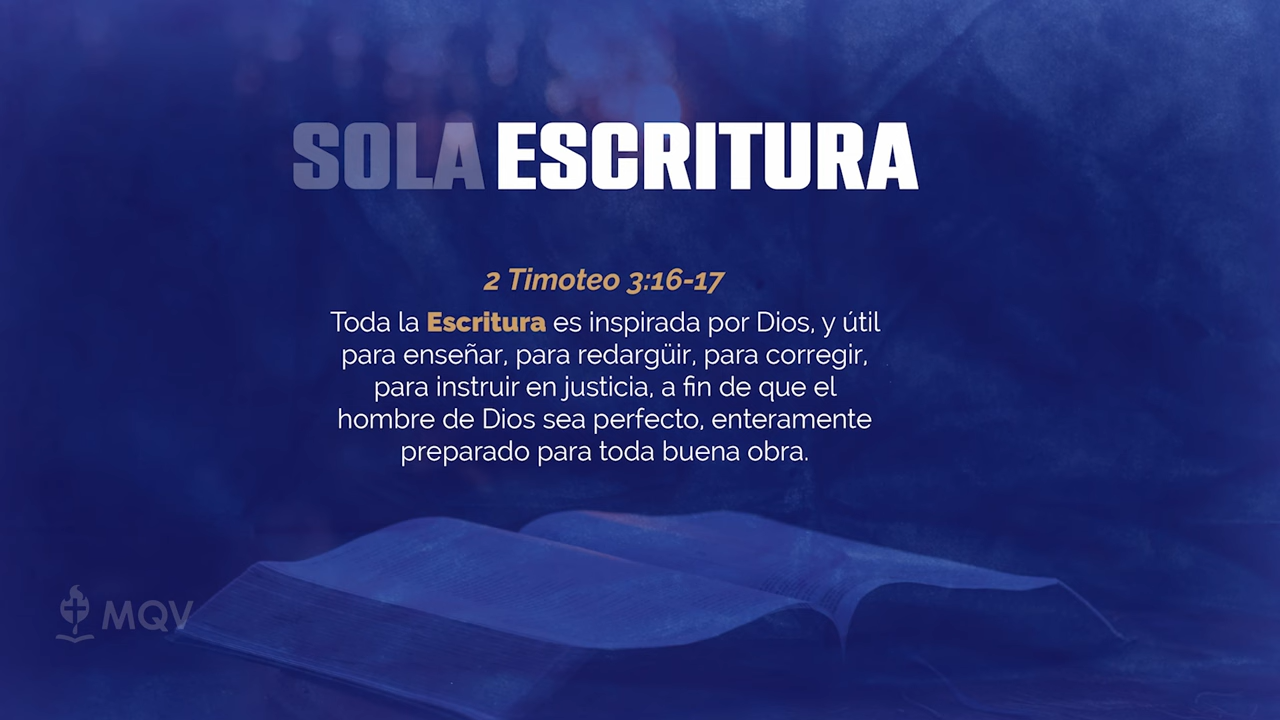 SOLA ESCRITURA
2 Timoteo 3:16-17
Toda la Escritura es inspirada por Dios, y útil
para enseñar, para redargüir, para corregir,
para instruir en justicia, a fin de que el
hombre de Dios sea perfecto, enteramente
preparado para toda buena obra.
MQV